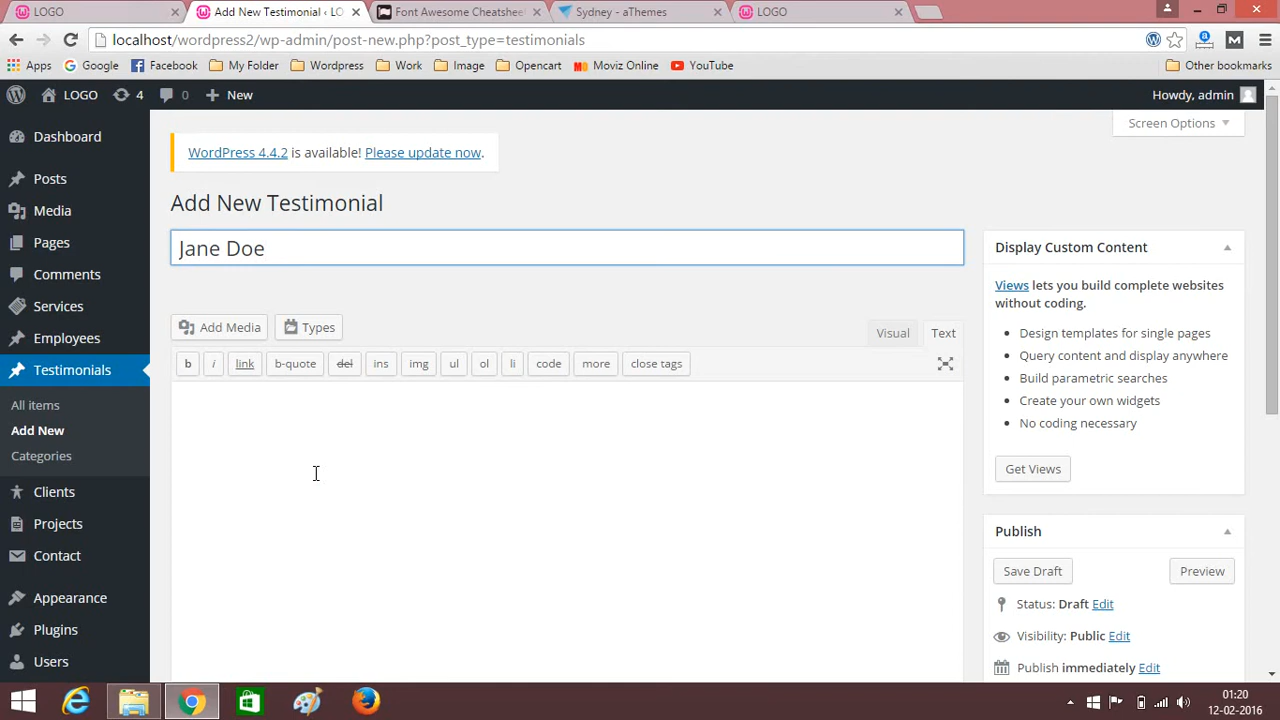 LOGO
Add New Testimonial ‹ LO
Font Awesome Cheatshee
Sydney - aThemes
LOGO
localhost/wordpress2/wp-admin/post-new.php?post_type=testimonials
Apps
Google
Facebook
My Folder
Wordpress
Work
Image
Opencart
Moviz Online
YouTube
Other bookmarks
LOGO
4
0
New
Howdy, admin
Screen Options
Dashboard
Posts
Media
Pages
Comments
Services
Employees
Testimonials
All items
Add New
Categories
Clients
Projects
Contact
Appearance
Plugins
Users
WordPress 4.4.2 is available! Please update now.
Add New Testimonial
Jane Doe
Add Media
Types
Visual
Text
b
i
link
b-quote
del
ins
img
ul
ol
li
code
more
close tags
Display Custom Content
Views lets you build complete websites
without coding.
Design templates for single pages
Query content and display anywhere
Build parametric searches
Create your own widgets
No coding necessary
Get Views
Publish
Save Draft
Preview
Status: Draft Edit
Visibility: Public Edit
Publish immediately Edit
01:20
12-02-2016